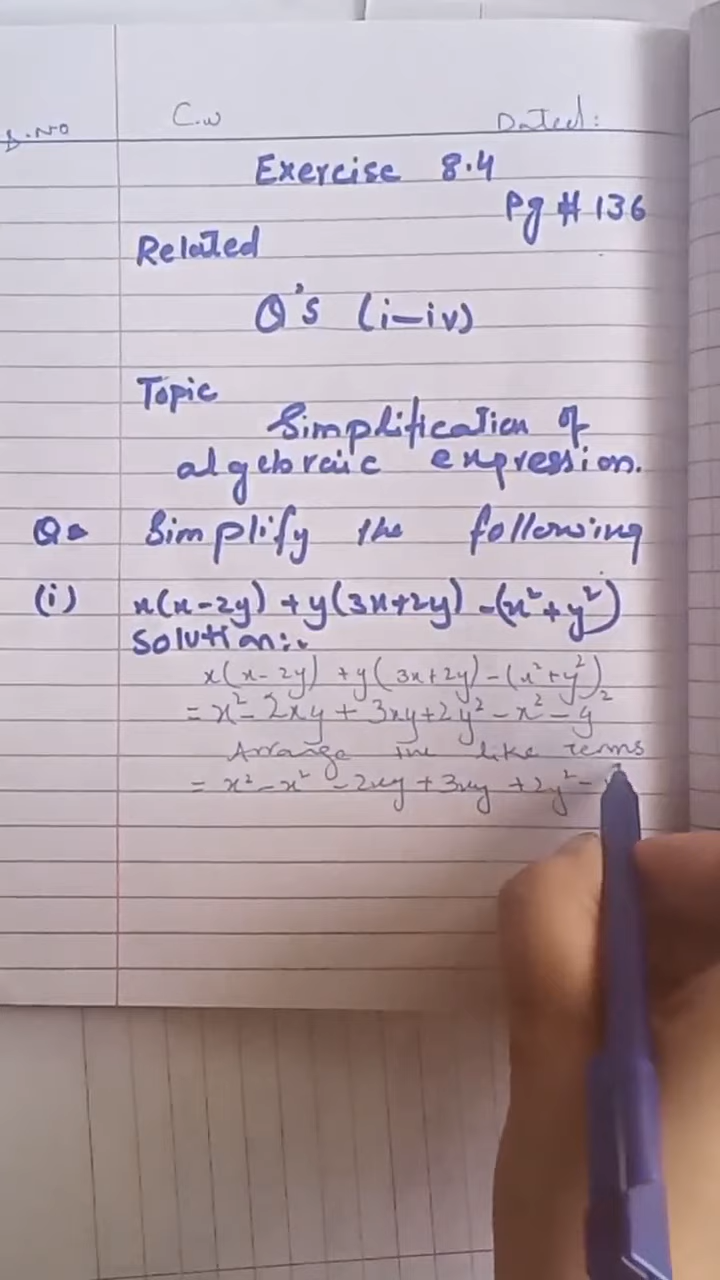 S.No C.w Dated:
Exercise 8.4
Pg # 136
Related
Q's (i-iv)
Topic
Simplification of
algebraic expression.
Q= Simplify the following
(i) x(x-2y) + y(3x+2y) -(x²+y²)
Solution:.
x(x-2y) +y(3x+2y)-(x²+y²)
= x²-2xy+3xy+2y²-x²-y²
Arrange the like terms
= x²-x²-2xy+3xy+2y²-